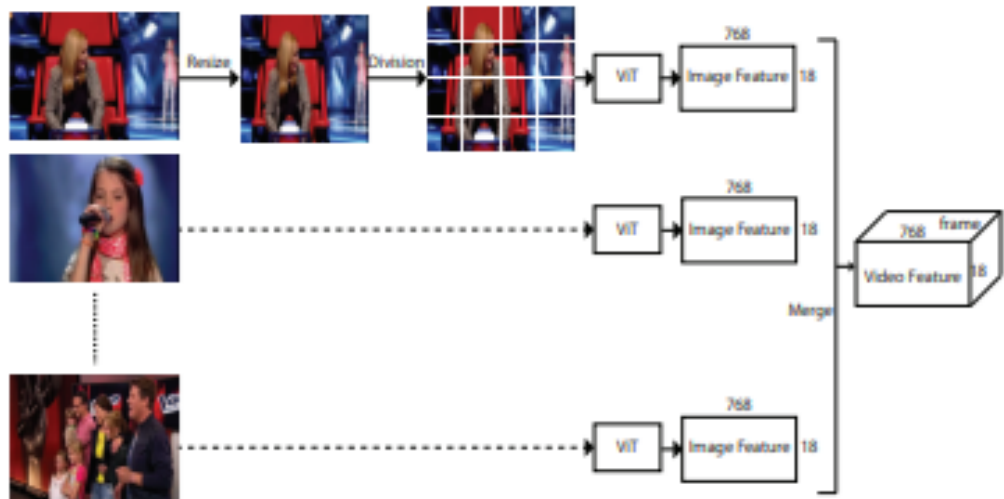 Resize
Division
ViT
768
Image Feature
18
ViT
768
Image Feature
18
768
frame
Video Feature
18
Merge
ViT
768
Image Feature
18